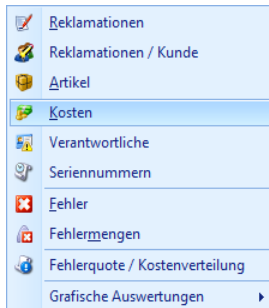 Reklamationen
Reklamationen / Kunde
Artikel
Kosten
Verantwortliche
Seriennummern
Fehler
Fehlermengen
Fehlerquote / Kostenverteilung
Grafische Auswertungen